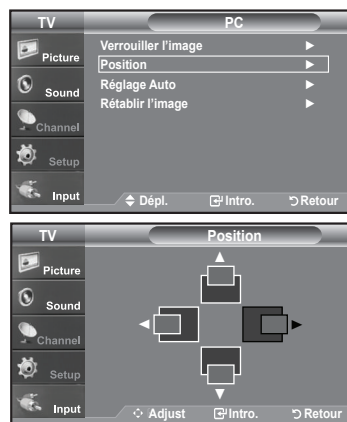 TV PC
Picture
Sound
Channel
Setup
Input
Verrouiller l'image
Position
Réglage Auto
Rétablir l'image
Dépl. Intro. Retour
TV Position
Picture
Sound
Channel
Setup
Input
Adjust Intro. Retour